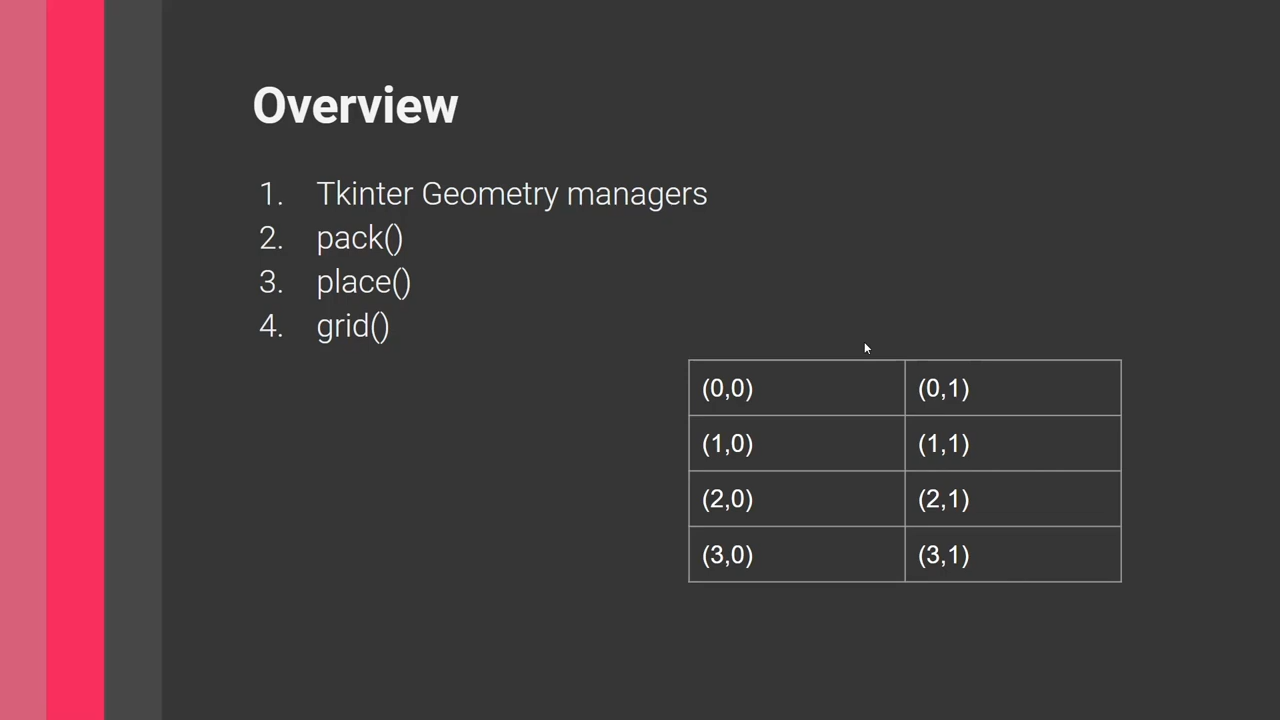 Overview
1. Tkinter Geometry managers
2. pack()
3. place()
4. grid()
(0,0) (0,1)
(1,0) (1,1)
(2,0) (2,1)
(3,0) (3,1)